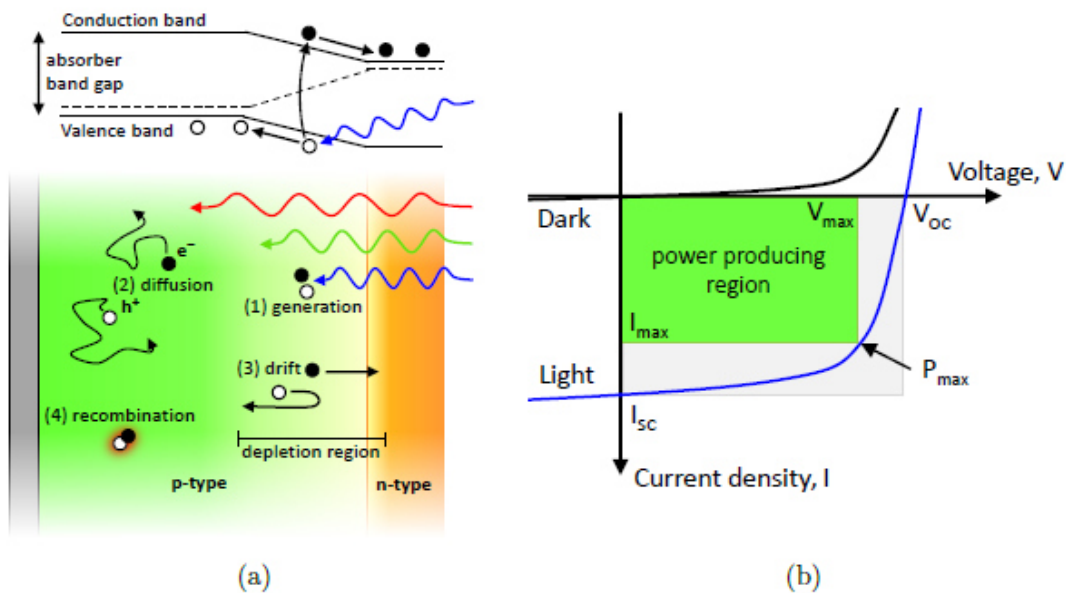 Conduction band
absorber
band gap
Valence band
e⁻
(2) diffusion
h⁺
(1) generation
(3) drift
(4) recombination
depletion region
p-type
n-type
(a)
Voltage, V
Dark
V_max
V_oc
power producing
region
I_max
Light
P_max
I_sc
Current density, I
(b)